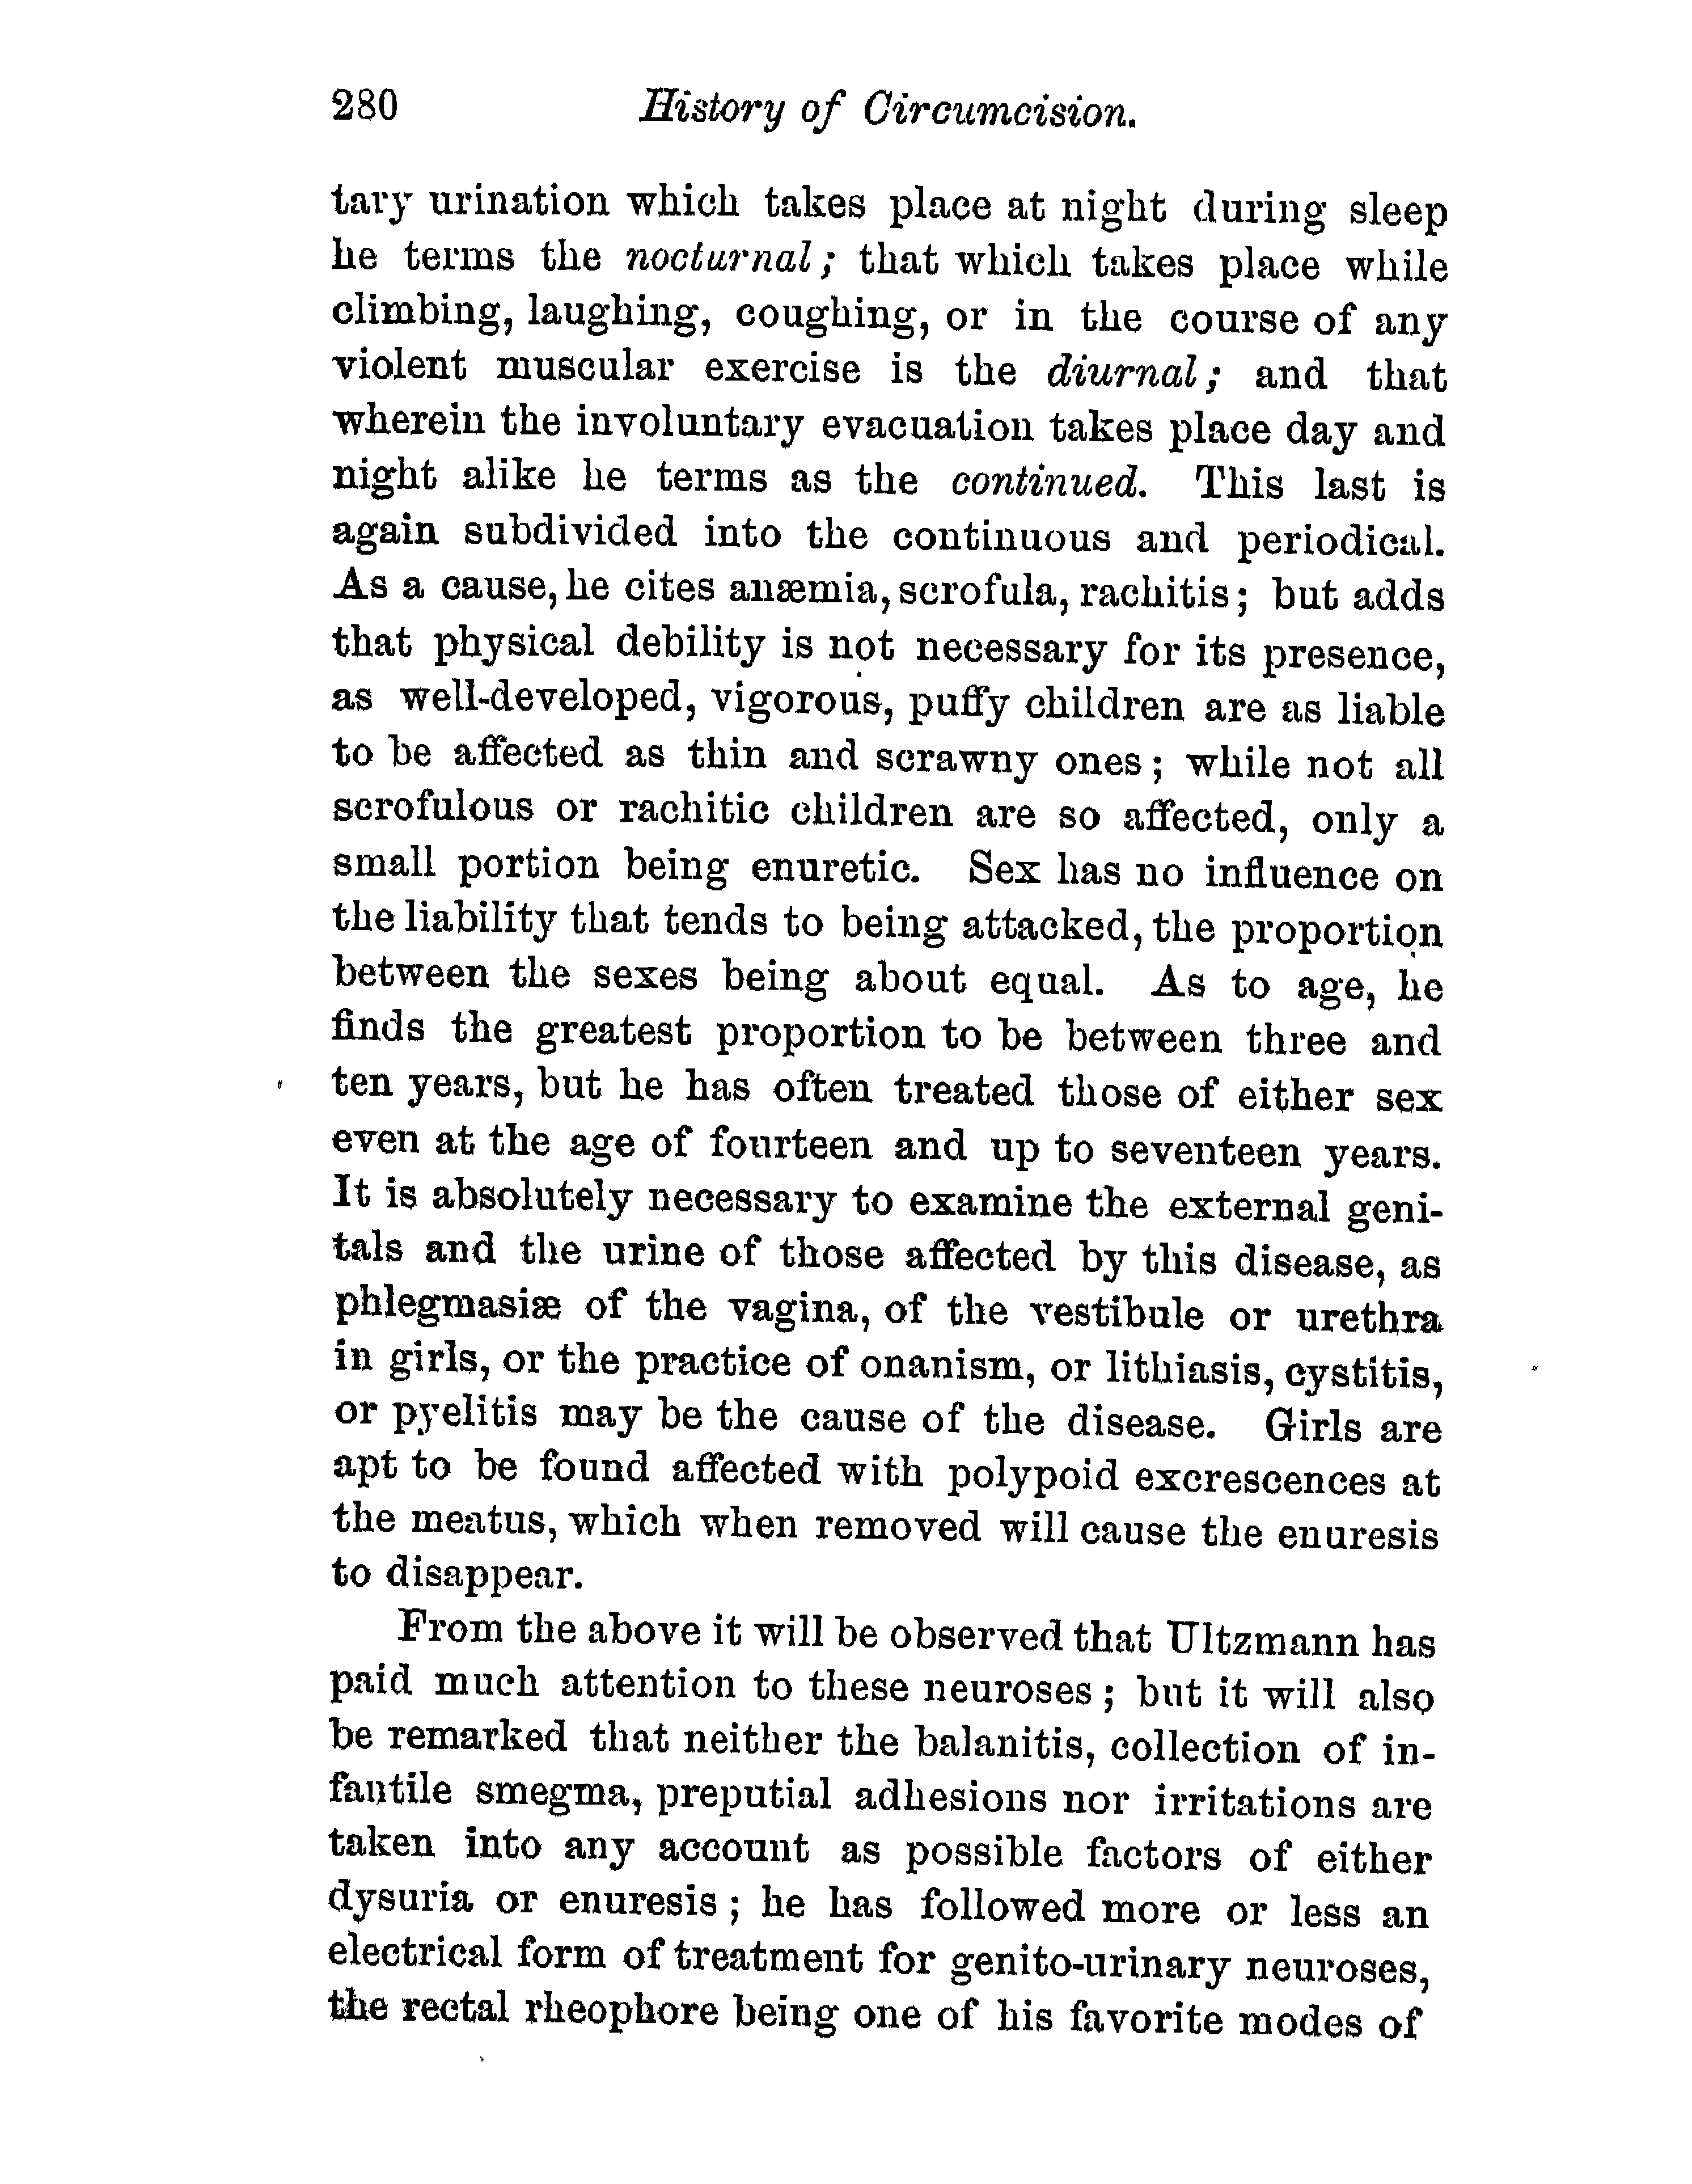 280 History of Circumcision.
tary urination which takes place at night during sleep
he terms the nocturnal; that which takes place while
climbing, laughing, coughing, or in the course of any
violent muscular exercise is the diurnal; and that
wherein the involuntary evacuation takes place day and
night alike he terms as the continued. This last is
again subdivided into the continuous and periodical.
As a cause, he cites anæmia, scrofula, rachitis; but adds
that physical debility is not necessary for its presence,
as well-developed, vigorous, puffy children are as liable
to be affected as thin and scrawny ones; while not all
scrofulous or rachitic children are so affected, only a
small portion being enuretic. Sex has no influence on
the liability that tends to being attacked, the proportion
between the sexes being about equal. As to age, he
finds the greatest proportion to be between three and
ten years, but he has often treated those of either sex
even at the age of fourteen and up to seventeen years.
It is absolutely necessary to examine the external geni-
tals and the urine of those affected by this disease, as
phlegmasiæ of the vagina, of the vestibule or urethra
in girls, or the practice of onanism, or lithiasis, cystitis,
or pyelitis may be the cause of the disease. Girls are
apt to be found affected with polypoid excrescences at
the meatus, which when removed will cause the enuresis
to disappear.
From the above it will be observed that Ultzmann has
paid much attention to these neuroses; but it will also
be remarked that neither the balanitis, collection of in-
fantile smegma, preputial adhesions nor irritations are
taken into any account as possible factors of either
dysuria or enuresis; he has followed more or less an
electrical form of treatment for genito-urinary neuroses,
the rectal rheophore being one of his favorite modes of